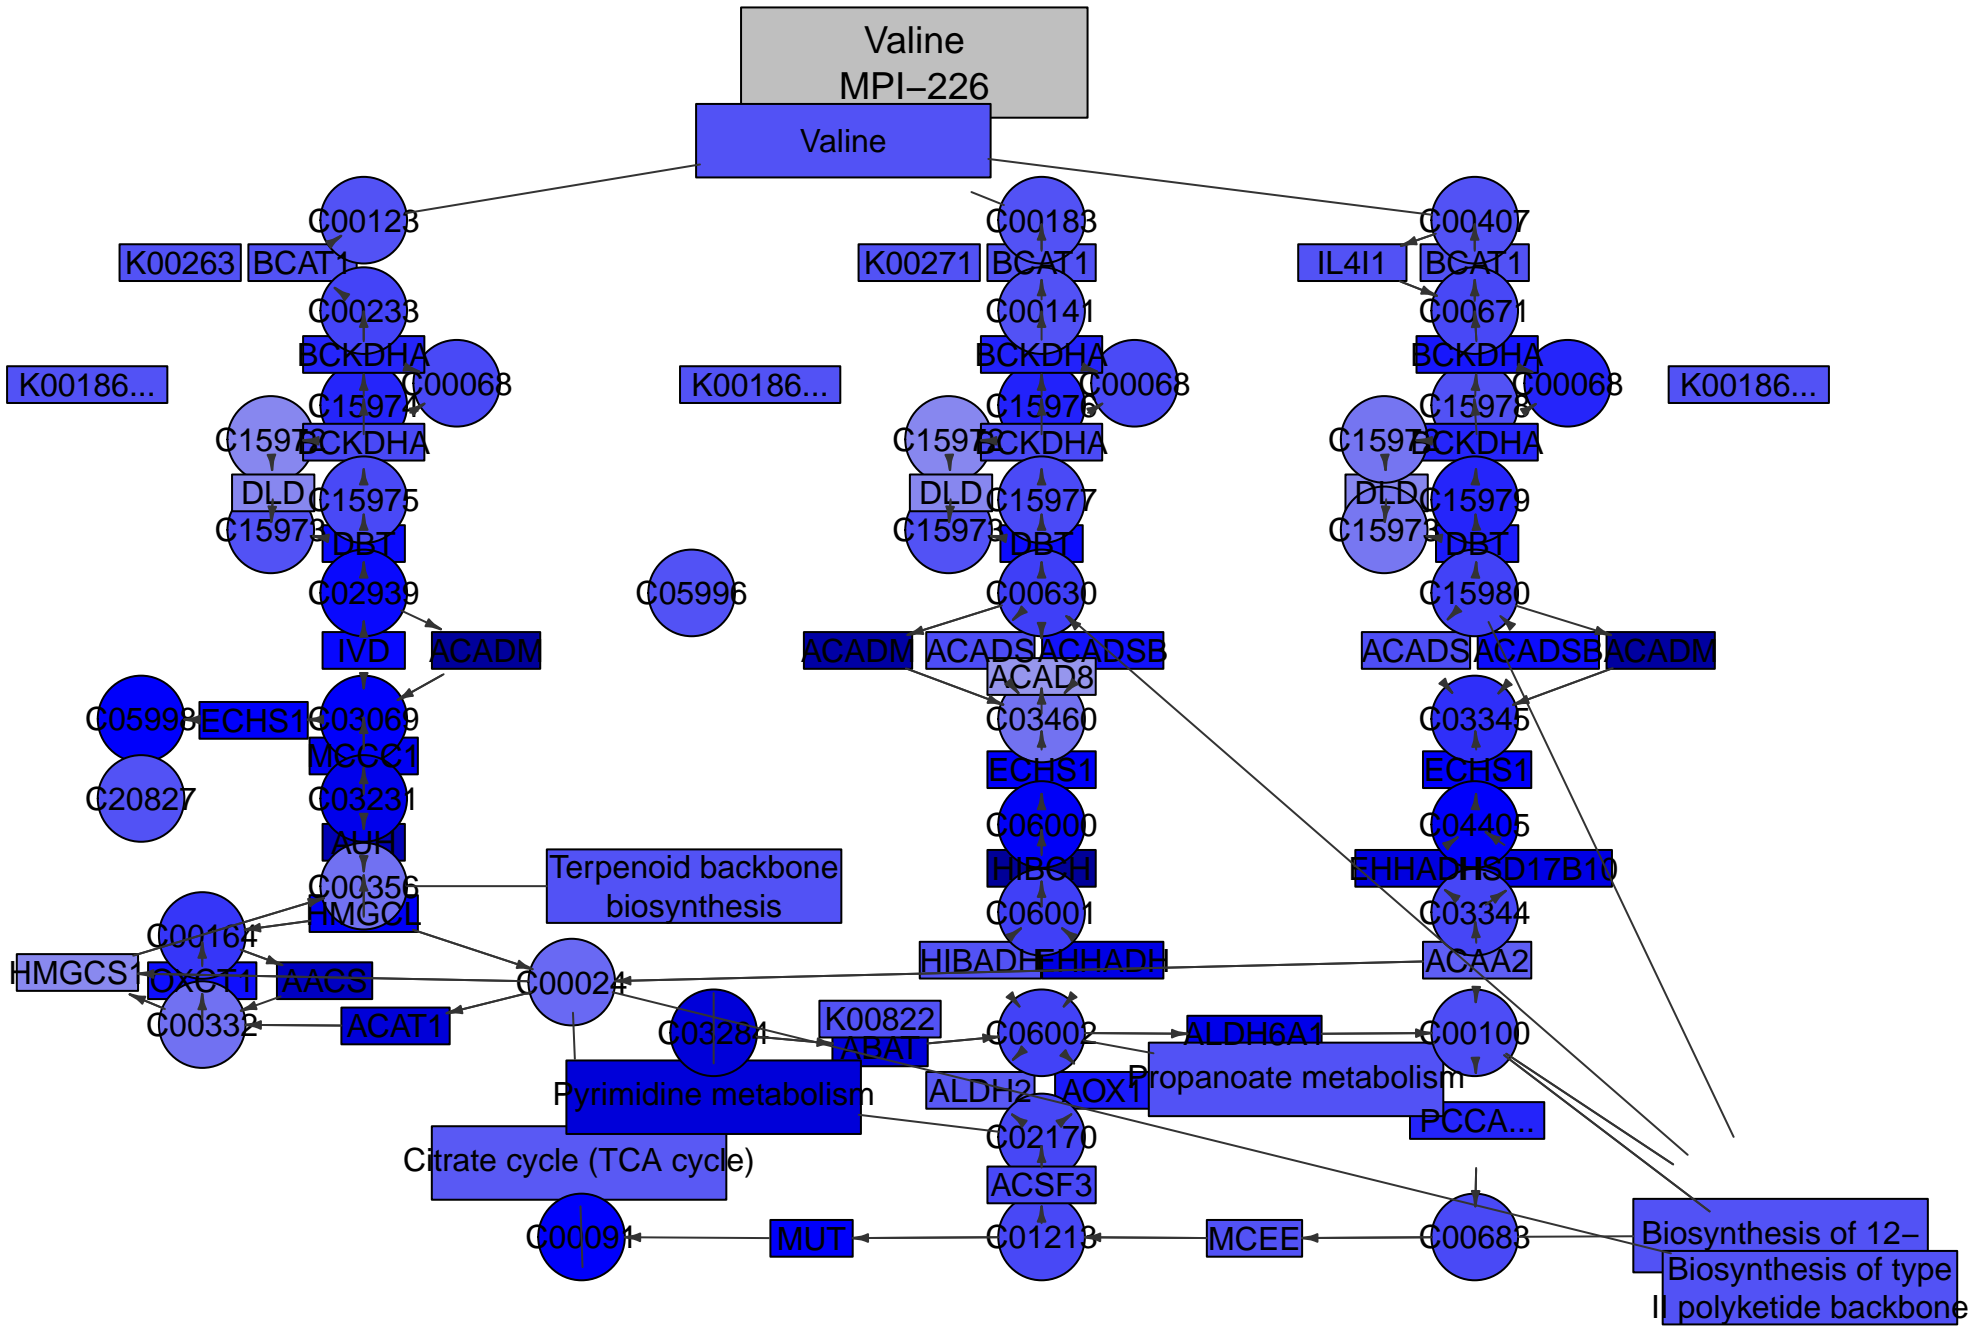 Valine
MPI−226
Valine
C00123
C00183
C00407
K00263
BCAT1
K00271
BCAT1
IL4I1
BCAT1
C00233
C00141
C00671
BCKDHA
BCKDHA
BCKDHA
K00186...
C00068
K00186...
C00068
C00068
K00186...
C15974
C15976
C15978
C15972
BCKDHA
C15972
BCKDHA
C15972
BCKDHA
DLD
C15975
DLD
C15977
DLD
C15979
C15973
DBT
C15973
DBT
C15973
DBT
C02939
C05996
C00630
C15980
IVD
ACADM
ACADM
ACADS
ACADSB
ACADS
ACADSB
ACADM
ACAD8
C05998
ECHS1
C03069
C03460
C03345
MCCC1
ECHS1
ECHS1
C20827
C03231
C06000
C04405
AUH
HIBCH
EHHADH
HSD17B10
Terpenoid backbone
biosynthesis
C00356
HMGCL
C06001
C03344
C00164
HMGCS1
OXCT1
AACS
C00024
HIBADH
EHHADH
ACAA2
C00332
ACAT1
C03284
K00822
ABAT
C06002
ALDH6A1
C00100
Pyrimidine metabolism
ALDH2
AOX1
Propanoate metabolism
PCCA...
C02170
Citrate cycle (TCA cycle)
ACSF3
C00091
MUT
C01213
MCEE
C00683
Biosynthesis of 12−
Biosynthesis of type
II polyketide backbone